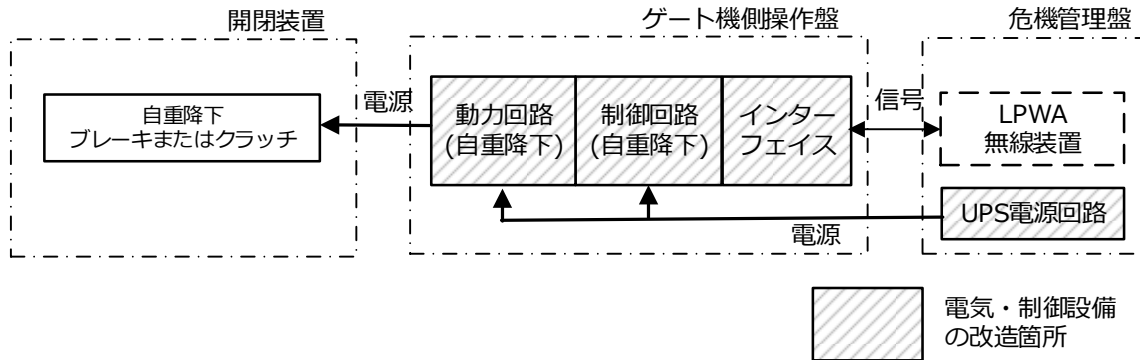 開閉装置
ゲート機側操作盤
危機管理盤
自重降下
ブレーキまたはクラッチ
電源
動力回路
(自重降下)
制御回路
(自重降下)
インター
フェイス
信号
LPWA
無線装置
電源
UPS電源回路
電気・制御設備
の改造箇所